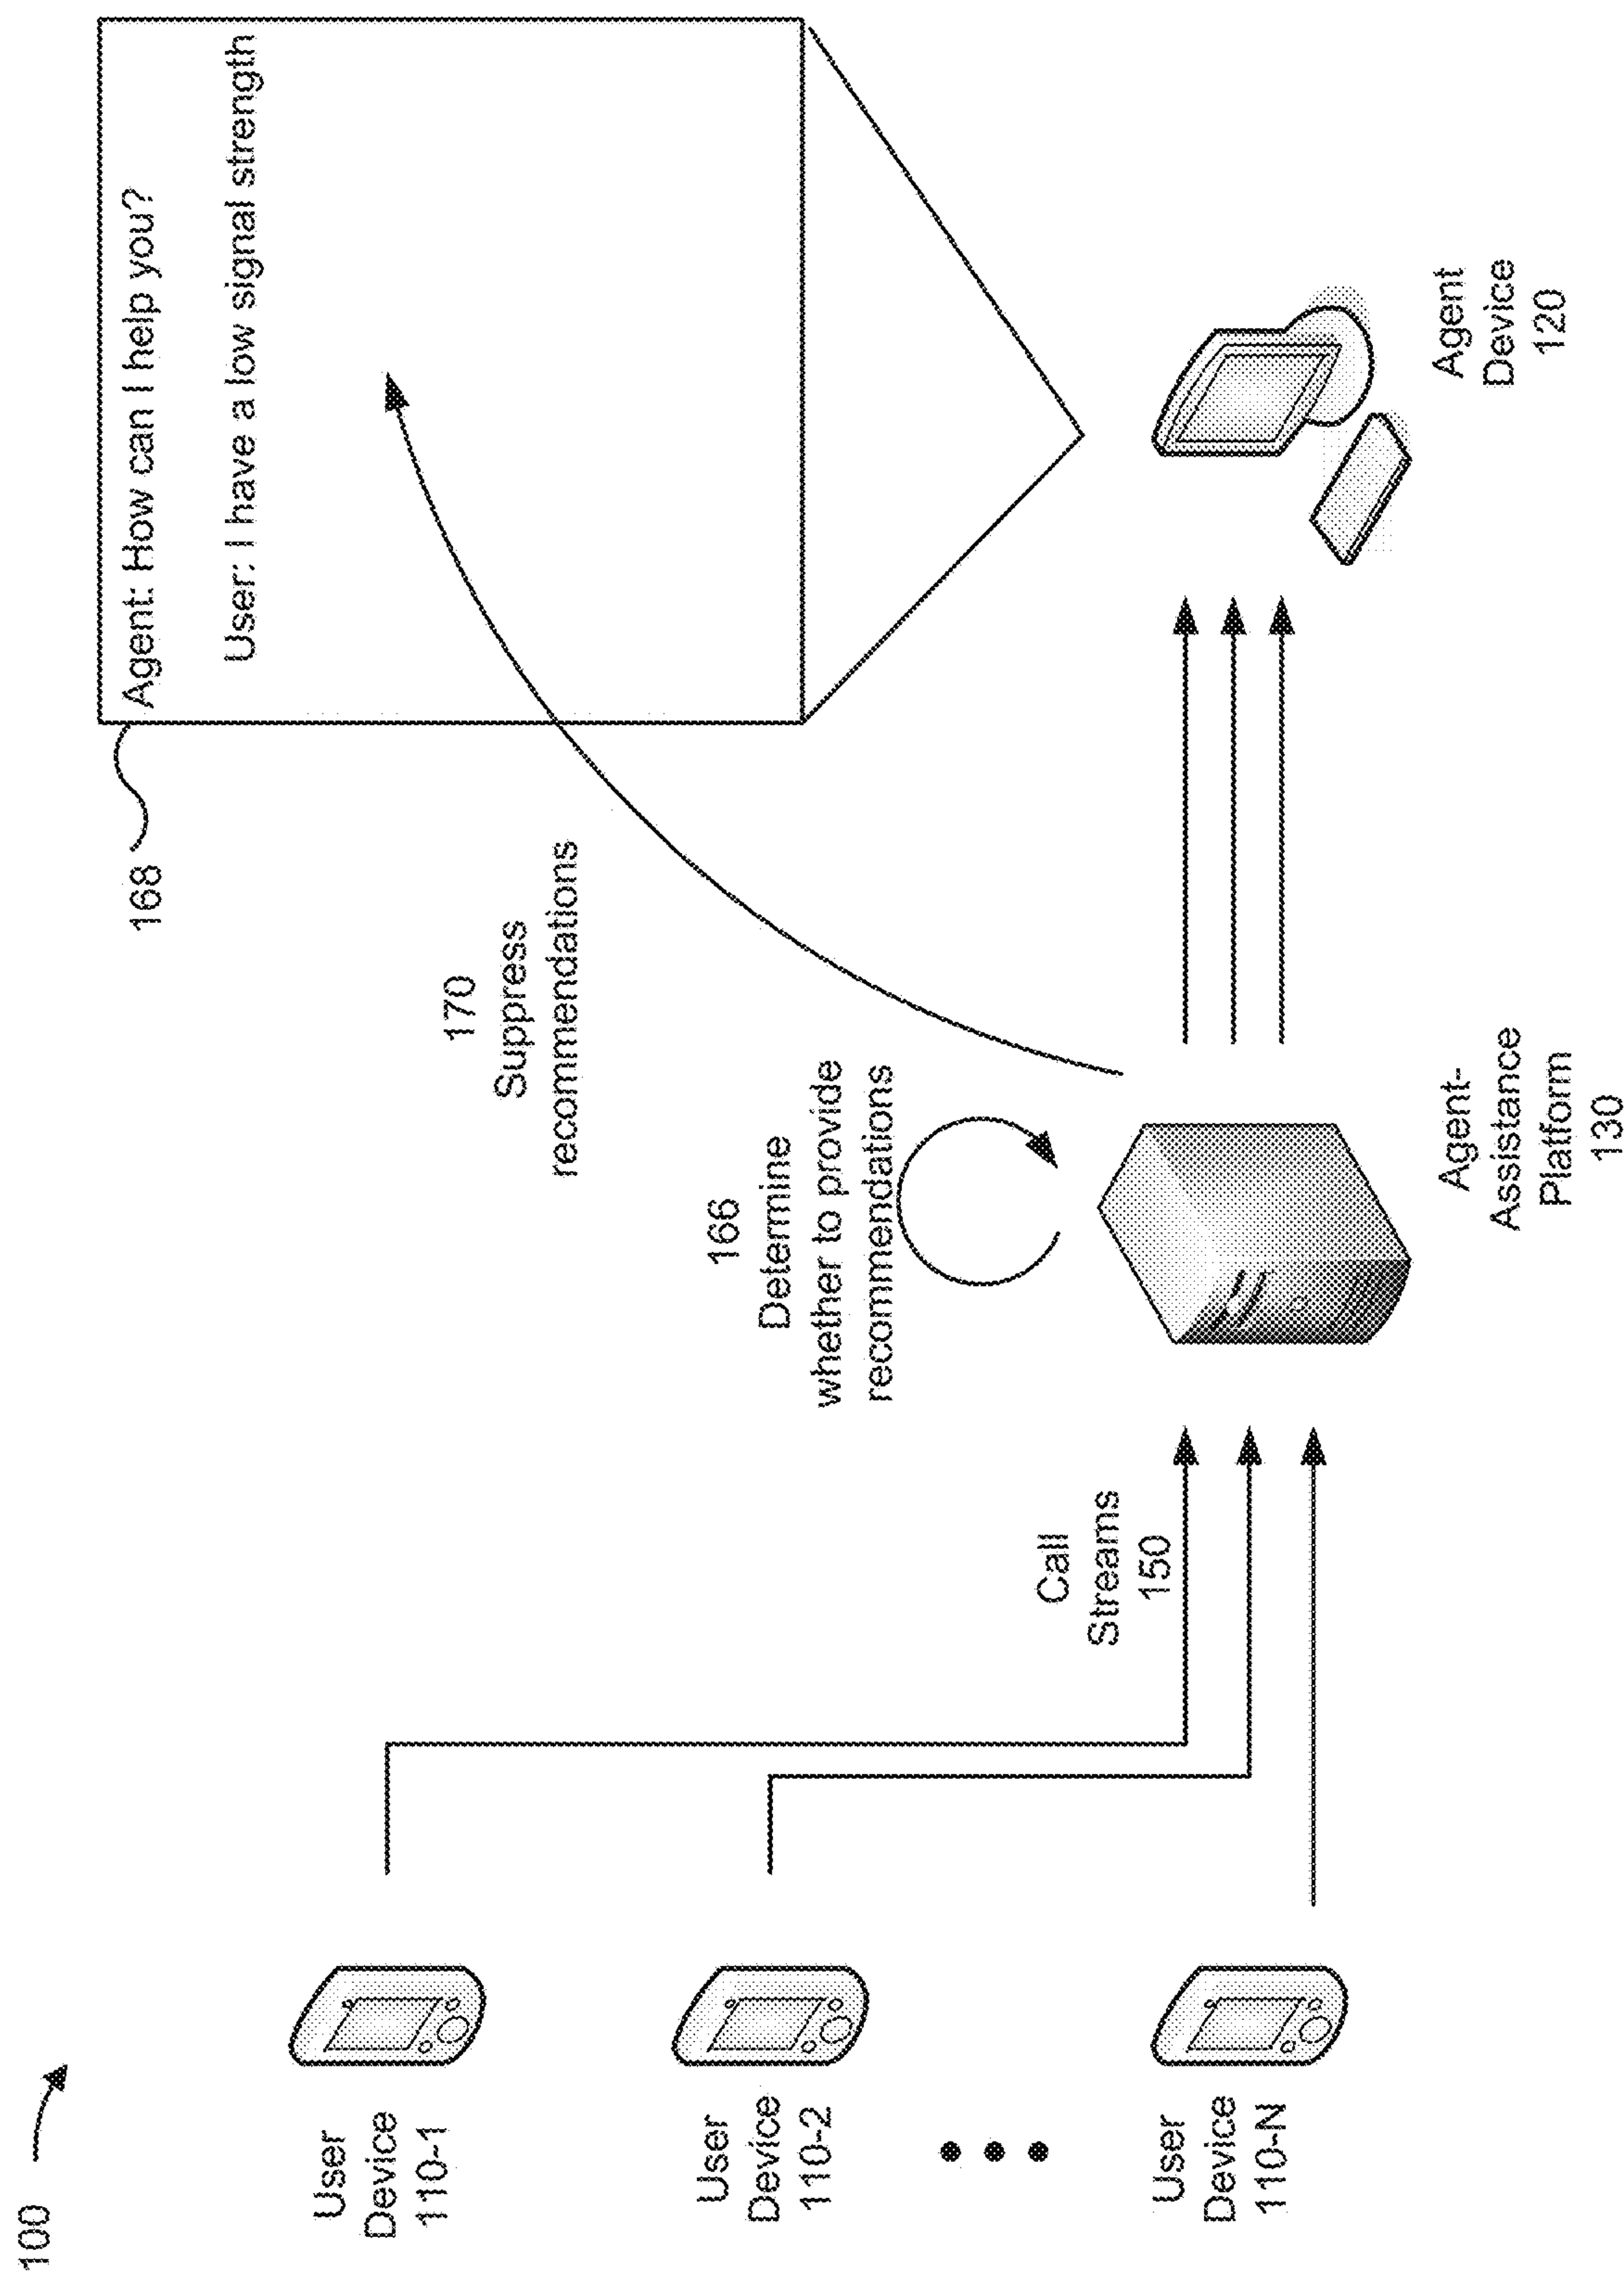 100
168
Agent: How can I help you?
User: I have a low signal strength
170
Suppress
recommendations
166
Determine
whether to provide
recommendations
Call
Streams
150
User
Device
110-1
User
Device
110-2
User
Device
110-N
Agent-
Assistance
Platform
130
Agent
Device
120